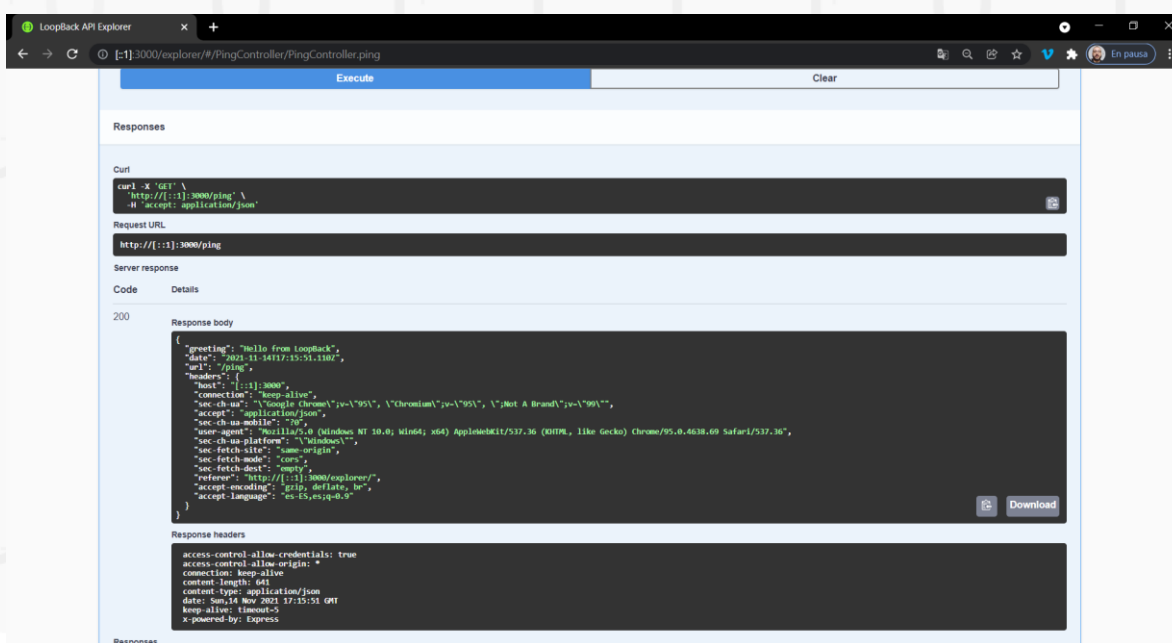 LoopBack API Explorer
[::1]:3000/explorer/#/PingController/PingController.ping
En pausa
Execute
Clear
Responses
Curl
curl -X 'GET' \
'http://[::1]:3000/ping' \
-H 'accept: application/json'
Request URL
http://[::1]:3000/ping
Server response
Code Details
200
Response body
{
"greeting": "Hello from LoopBack",
"date": "2021-11-14T17:15:51.110Z",
"url": "/ping",
"headers": {
"host": "[::1]:3000",
"connection": "keep-alive",
"sec-ch-ua": "\"Google Chrome\";v=\"95\", \"Chromium\";v=\"95\", \";Not A Brand\";v=\"99\"",
"accept": "application/json",
"sec-ch-ua-mobile": "?0",
"user-agent": "Mozilla/5.0 (Windows NT 10.0; Win64; x64) AppleWebKit/537.36 (KHTML, like Gecko) Chrome/95.0.4638.69 Safari/537.36",
"sec-ch-ua-platform": "\"Windows\"",
"sec-fetch-site": "same-origin",
"sec-fetch-mode": "cors",
"sec-fetch-dest": "empty",
"referer": "http://[::1]:3000/explorer/",
"accept-encoding": "gzip, deflate, br",
"accept-language": "es-ES,es;q=0.9"
}
}
Download
Response headers
access-control-allow-credentials: true
access-control-allow-origin: *
connection: keep-alive
content-length: 641
content-type: application/json
date: Sun,14 Nov 2021 17:15:51 GMT
keep-alive: timeout=5
x-powered-by: Express
Responses